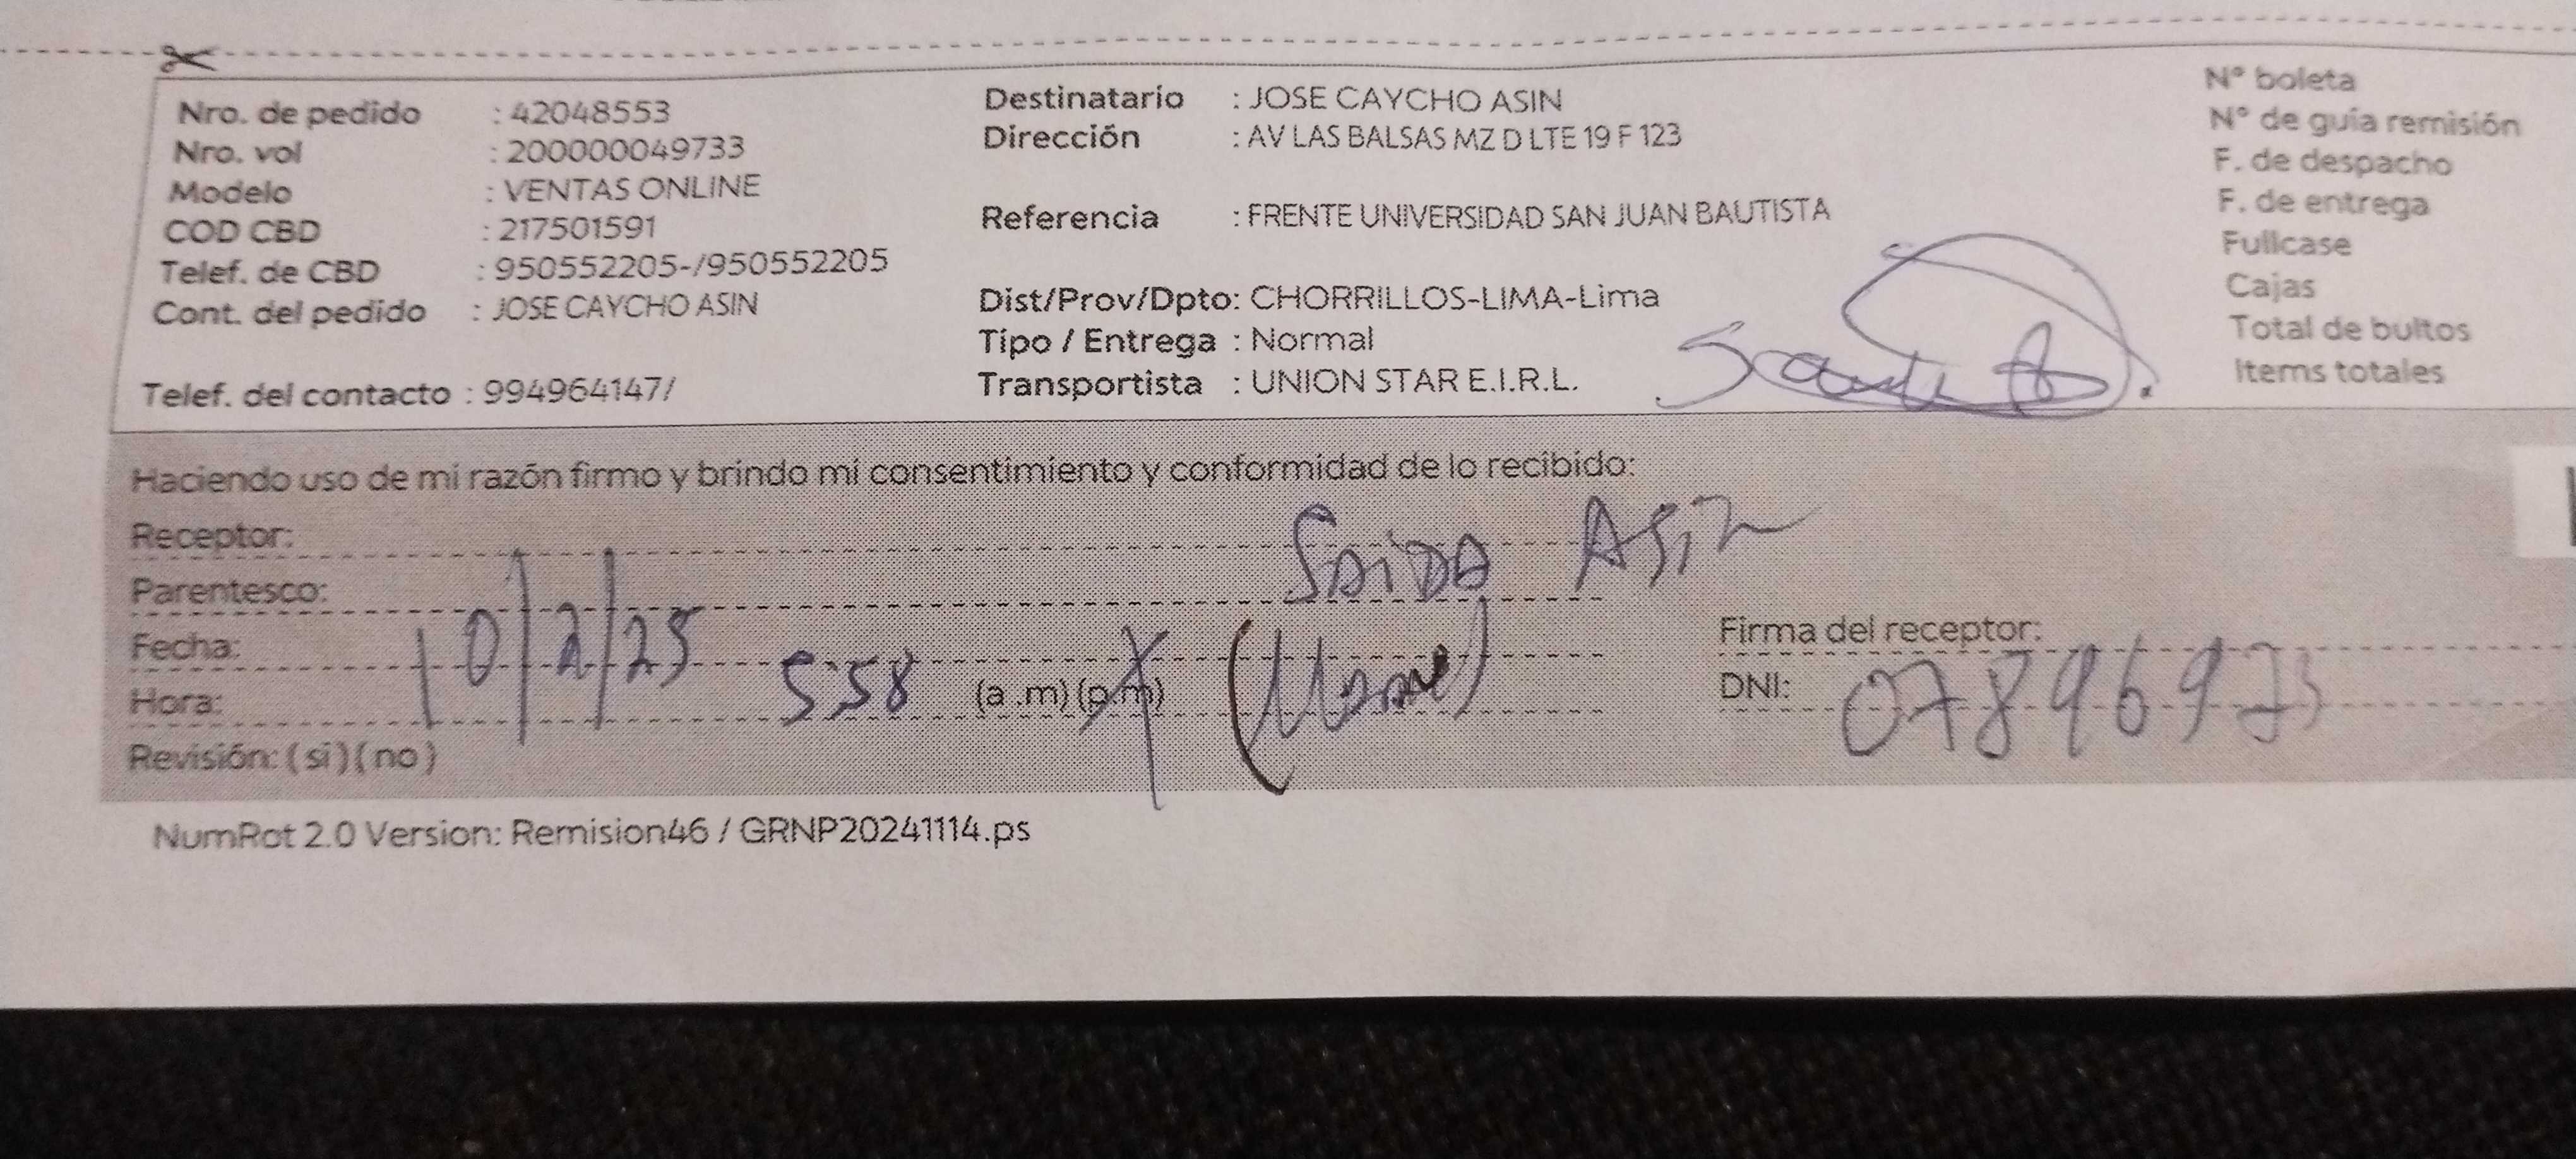 Nro. de pedido : 42048553
Nro. vol : 200000049733
Modelo : VENTAS ONLINE
COD CBD : 217501591
Telef. de CBD : 950552205-/950552205
Cont. del pedido : JOSE CAYCHO ASIN
Telef. del contacto : 994964147/
Destinatario : JOSE CAYCHO ASIN
Dirección : AV LAS BALSAS MZ D LTE 19 F 123
Referencia : FRENTE UNIVERSIDAD SAN JUAN BAUTISTA
Dist/Prov/Dpto: CHORRILLOS-LIMA-Lima
Tipo / Entrega : Normal
Transportista : UNION STAR E.I.R.L.
N° boleta
N° de guía remisión
F. de despacho
F. de entrega
Fullcase
Cajas
Total de bultos
Items totales
Haciendo uso de mi razón firmo y brindo mi consentimiento y conformidad de lo recibido:
Receptor: SAIDA ASIN
Parentesco:
Fecha: 10/2/25
Hora: 5:58 (a .m) (p.m)
Revisión: ( si ) ( no )
Firma del receptor:
DNI: 07896973
NumRot 2.0 Version: Remision46 / GRNP20241114.ps